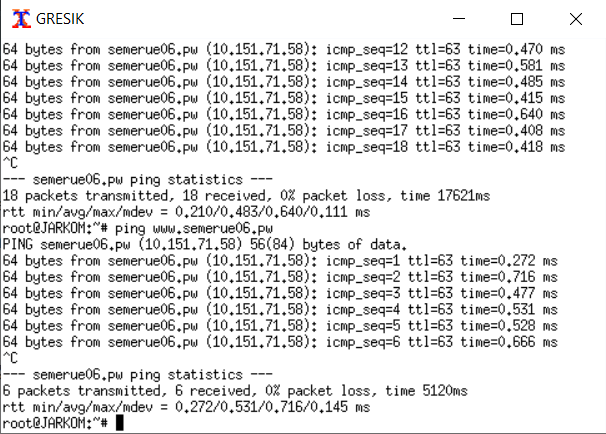 GRESIK
64 bytes from semerue06.pw (10.151.71.58): icmp_seq=12 ttl=63 time=0.470 ms
64 bytes from semerue06.pw (10.151.71.58): icmp_seq=13 ttl=63 time=0.581 ms
64 bytes from semerue06.pw (10.151.71.58): icmp_seq=14 ttl=63 time=0.485 ms
64 bytes from semerue06.pw (10.151.71.58): icmp_seq=15 ttl=63 time=0.415 ms
64 bytes from semerue06.pw (10.151.71.58): icmp_seq=16 ttl=63 time=0.640 ms
64 bytes from semerue06.pw (10.151.71.58): icmp_seq=17 ttl=63 time=0.408 ms
64 bytes from semerue06.pw (10.151.71.58): icmp_seq=18 ttl=63 time=0.418 ms
^C
--- semerue06.pw ping statistics ---
18 packets transmitted, 18 received, 0% packet loss, time 17621ms
rtt min/avg/max/mdev = 0.210/0.483/0.640/0.111 ms
root@JARKOM:~# ping www.semerue06.pw
PING semerue06.pw (10.151.71.58) 56(84) bytes of data.
64 bytes from semerue06.pw (10.151.71.58): icmp_seq=1 ttl=63 time=0.272 ms
64 bytes from semerue06.pw (10.151.71.58): icmp_seq=2 ttl=63 time=0.716 ms
64 bytes from semerue06.pw (10.151.71.58): icmp_seq=3 ttl=63 time=0.477 ms
64 bytes from semerue06.pw (10.151.71.58): icmp_seq=4 ttl=63 time=0.531 ms
64 bytes from semerue06.pw (10.151.71.58): icmp_seq=5 ttl=63 time=0.528 ms
64 bytes from semerue06.pw (10.151.71.58): icmp_seq=6 ttl=63 time=0.666 ms
^C
--- semerue06.pw ping statistics ---
6 packets transmitted, 6 received, 0% packet loss, time 5120ms
rtt min/avg/max/mdev = 0.272/0.531/0.716/0.145 ms
root@JARKOM:~#